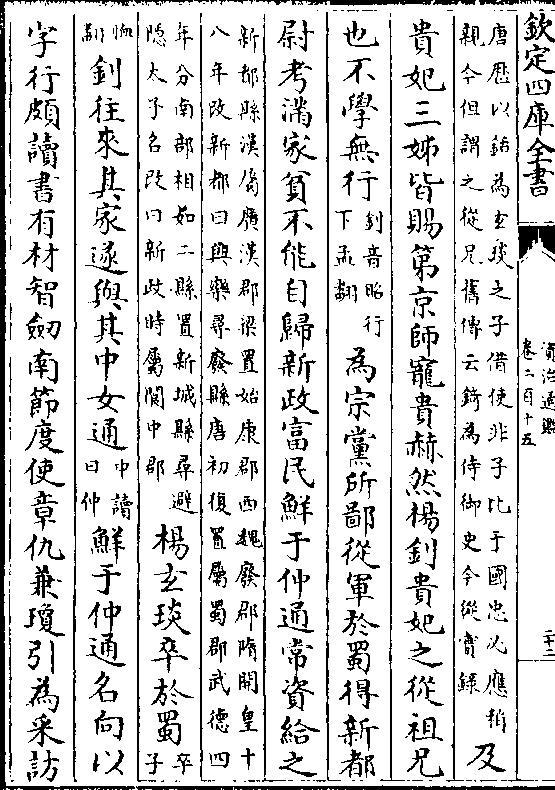 欽定四庫全書
資治通鑑
卷二百十五
二十二
唐歷以錡為玄琰之子借使非子比于國忠必應稍
親今但謂之從兄舊傳云錡為侍御史今從實録
及
貴妃三姊皆賜第京師寵貴赫然楊釗貴妃之從祖兄
也不學無行
釗音昭行
下孟翻
為宗黨所鄙從軍於蜀得新都
尉考滿家貧不能自歸新政富民鮮于仲通常資給之
新都縣漢屬廣漢郡梁置始康郡西魏廢郡隋開皇十
八年改新都曰興樂尋廢縣唐初復置屬蜀郡武德四
年分南部相如二縣置新城縣尋避
隐太子名改曰新政時屬閬中郡
楊玄琰卒於蜀
卒子
恤翻
釗往來其家遂與其中女通
中讀
曰仲
鮮于仲通名向以
字行頗讀書有材智劒南節度使章仇兼瓊引為采訪